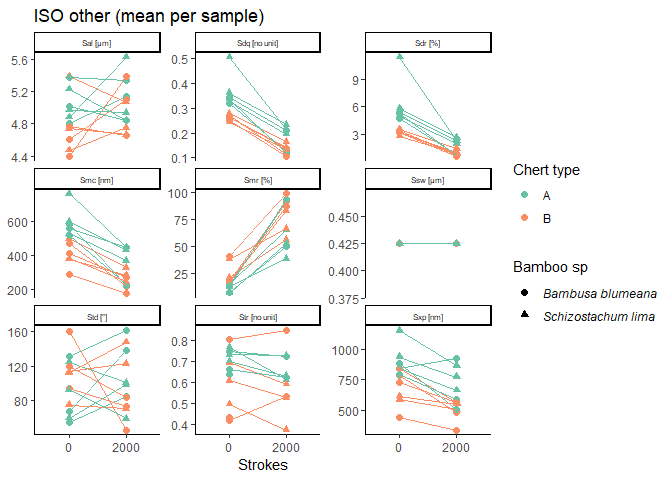 ISO other (mean per sample)
Sal [µm]
Sdq [no unit]
Sdr [%]
5.6
5.2
4.8
4.4
0.5
0.4
0.3
0.2
0.1
9
6
3
Smc [nm]
Smr [%]
Ssw [µm]
600
400
200
100
75
50
25
0.450
0.425
0.400
0.375
Std [°]
Str [no unit]
Sxp [nm]
160
120
80
0.8
0.7
0.6
0.5
0.4
1000
750
500
0 2000
0 2000
0 2000
Strokes
Chert type
A
B
Bamboo sp
Bambusa blumeana
Schizostachum lima